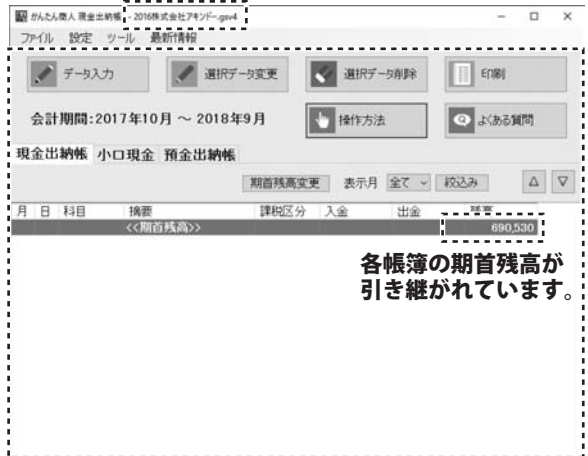 かんたん商人 現金出納帳 - 2016株式会社アキンドー.gsv4
ファイル 設定 ツール 最新情報
データ入力 選択データ変更 選択データ削除 印刷
会計期間:2017年10月 ～ 2018年9月 操作方法 よくある質問
現金出納帳 小口現金 預金出納帳
期首残高変更 表示月 全て 絞込み △ ▽
月 日 科目 摘要 課税区分 入金 出金 残高
<<期首残高>> 690,530
各帳簿の期首残高が
引き継がれています。